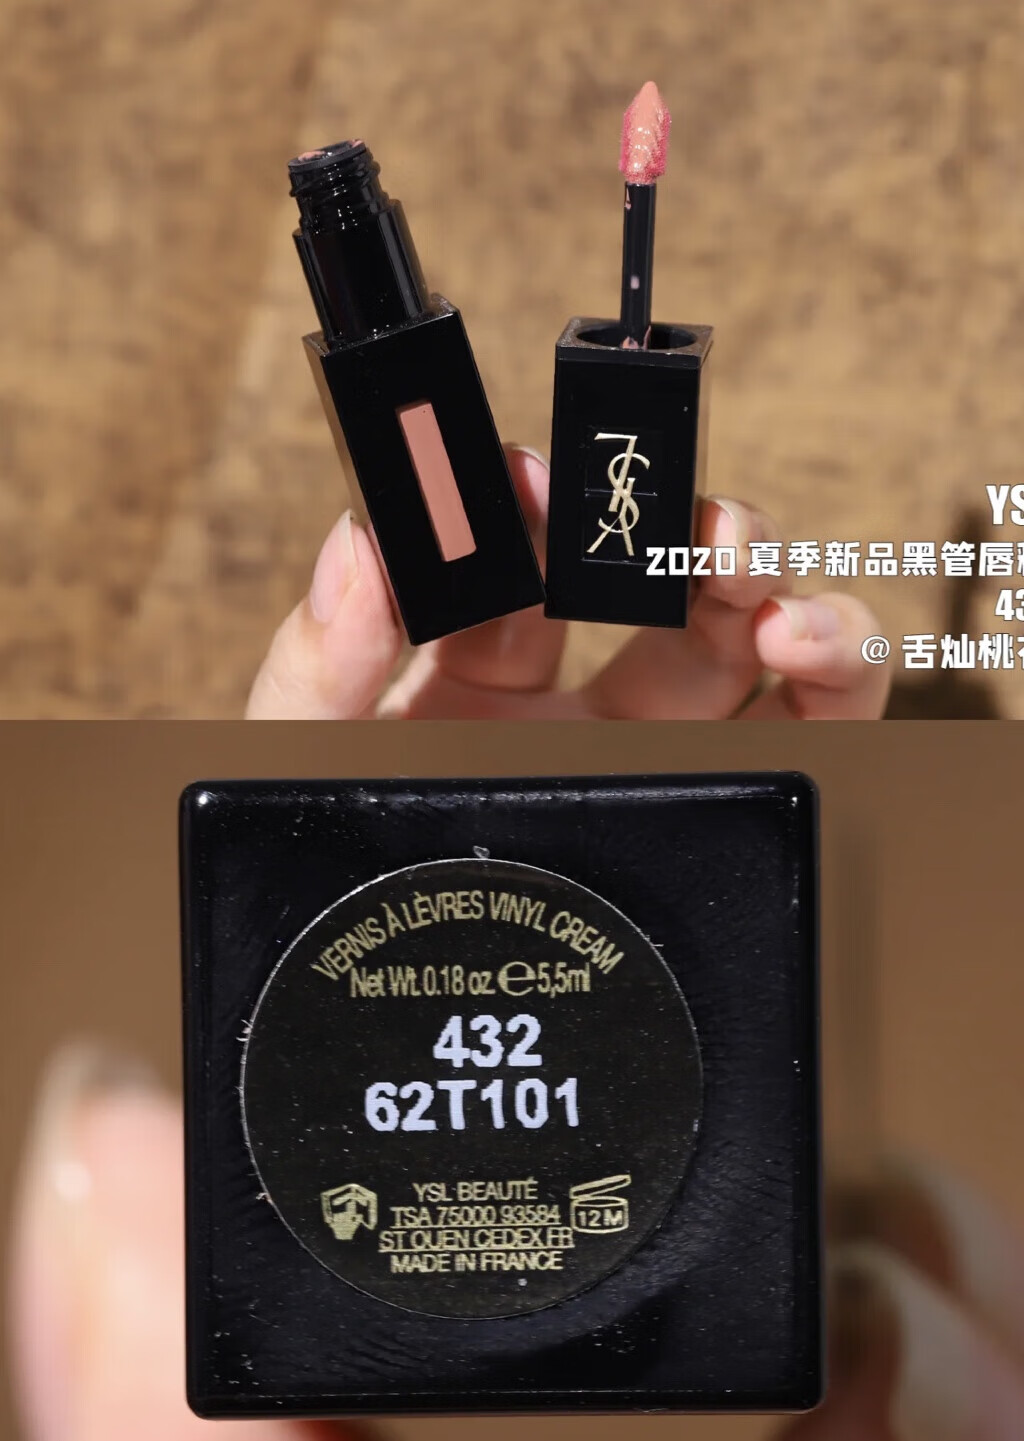 YS
2020 夏季新品黑管唇
43
@ 舌灿桃
YSL
VERNIS À LÈVRES VINYL CREAM
Net Wt. 0.18 oz. ℮ 5,5ml
432
62T101
YSL BEAUTÉ
TSA 75000 93584
ST OUEN CEDEX FR
MADE IN FRANCE
12 M